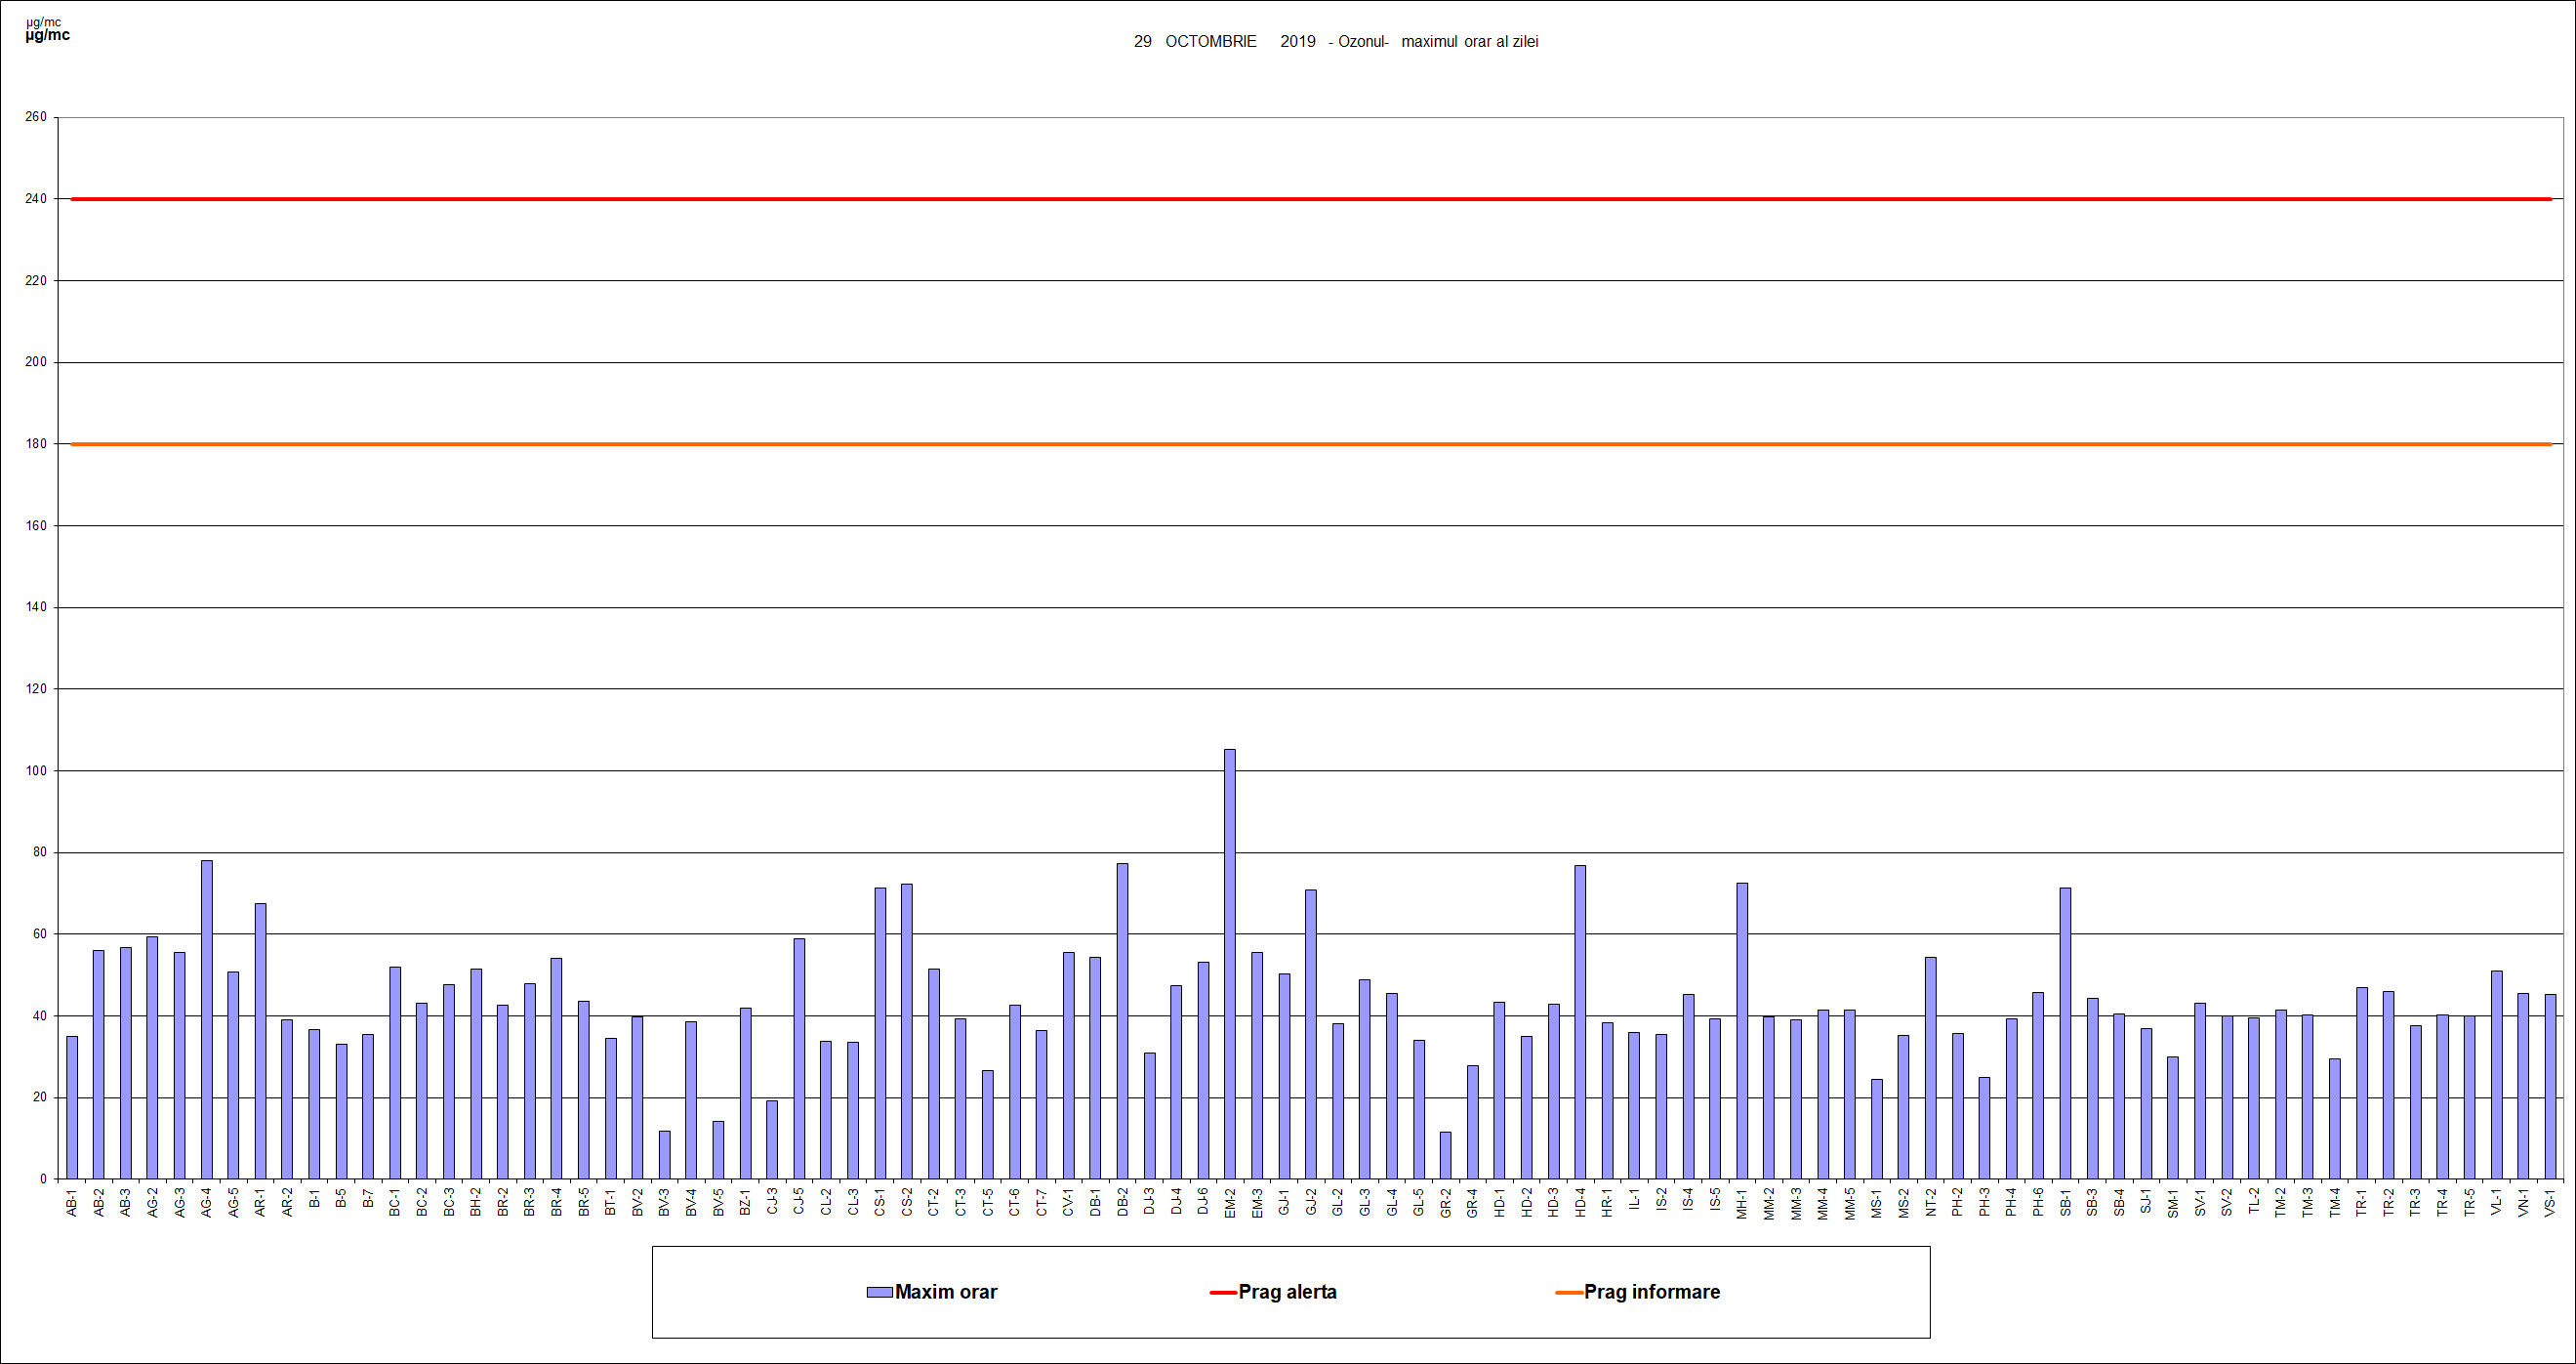 µg/mc
µg/mc
29 OCTOMBRIE 2019 - Ozonul- maximul orar al zilei
260
240
220
200
180
160
140
120
100
80
60
40
20
0
AB-1 AB-2 AB-3 AG-2 AG-3 AG-4 AG-5 AR-1 AR-2 B-1 B-5 B-7 BC-1 BC-2 BC-3 BH-2 BR-2 BR-3 BR-4 BR-5 BT-1 BV-2 BV-3 BV-4 BV-5 BZ-1 CJ-3 CJ-5 CL-2 CL-3 CS-1 CS-2 CT-2 CT-3 CT-5 CT-6 CT-7 CV-1 DB-1 DB-2 DJ-3 DJ-4 DJ-6 EM-2 EM-3 GJ-1 GJ-2 GL-2 GL-3 GL-4 GL-5 GR-2 GR-4 HD-1 HD-2 HD-3 HD-4 HR-1 IL-1 IS-2 IS-4 IS-5 MH-1 MM-2 MM-3 MM-4 MM-5 MS-1 MS-2 NT-2 PH-2 PH-3 PH-4 PH-6 SB-1 SB-3 SB-4 SJ-1 SM-1 SV-1 SV-2 TL-2 TM-2 TM-3 TM-4 TR-1 TR-2 TR-3 TR-4 TR-5 VL-1 VN-1 VS-1
Maxim orar Prag alerta Prag informare